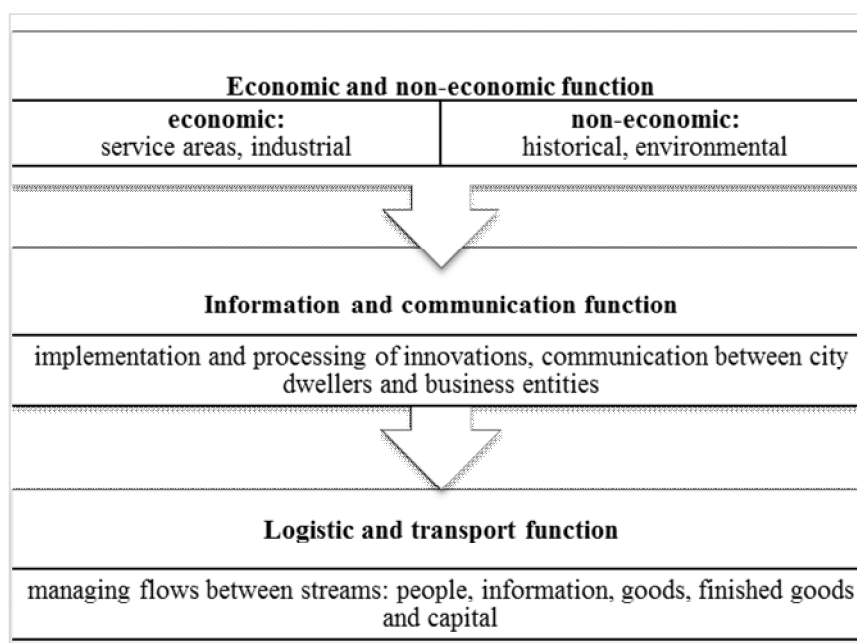 Economic and non-economic function
economic:
service areas, industrial
non-economic:
historical, environmental
Information and communication function
implementation and processing of innovations, communication between city
dwellers and business entities
Logistic and transport function
managing flows between streams: people, information, goods, finished goods
and capital